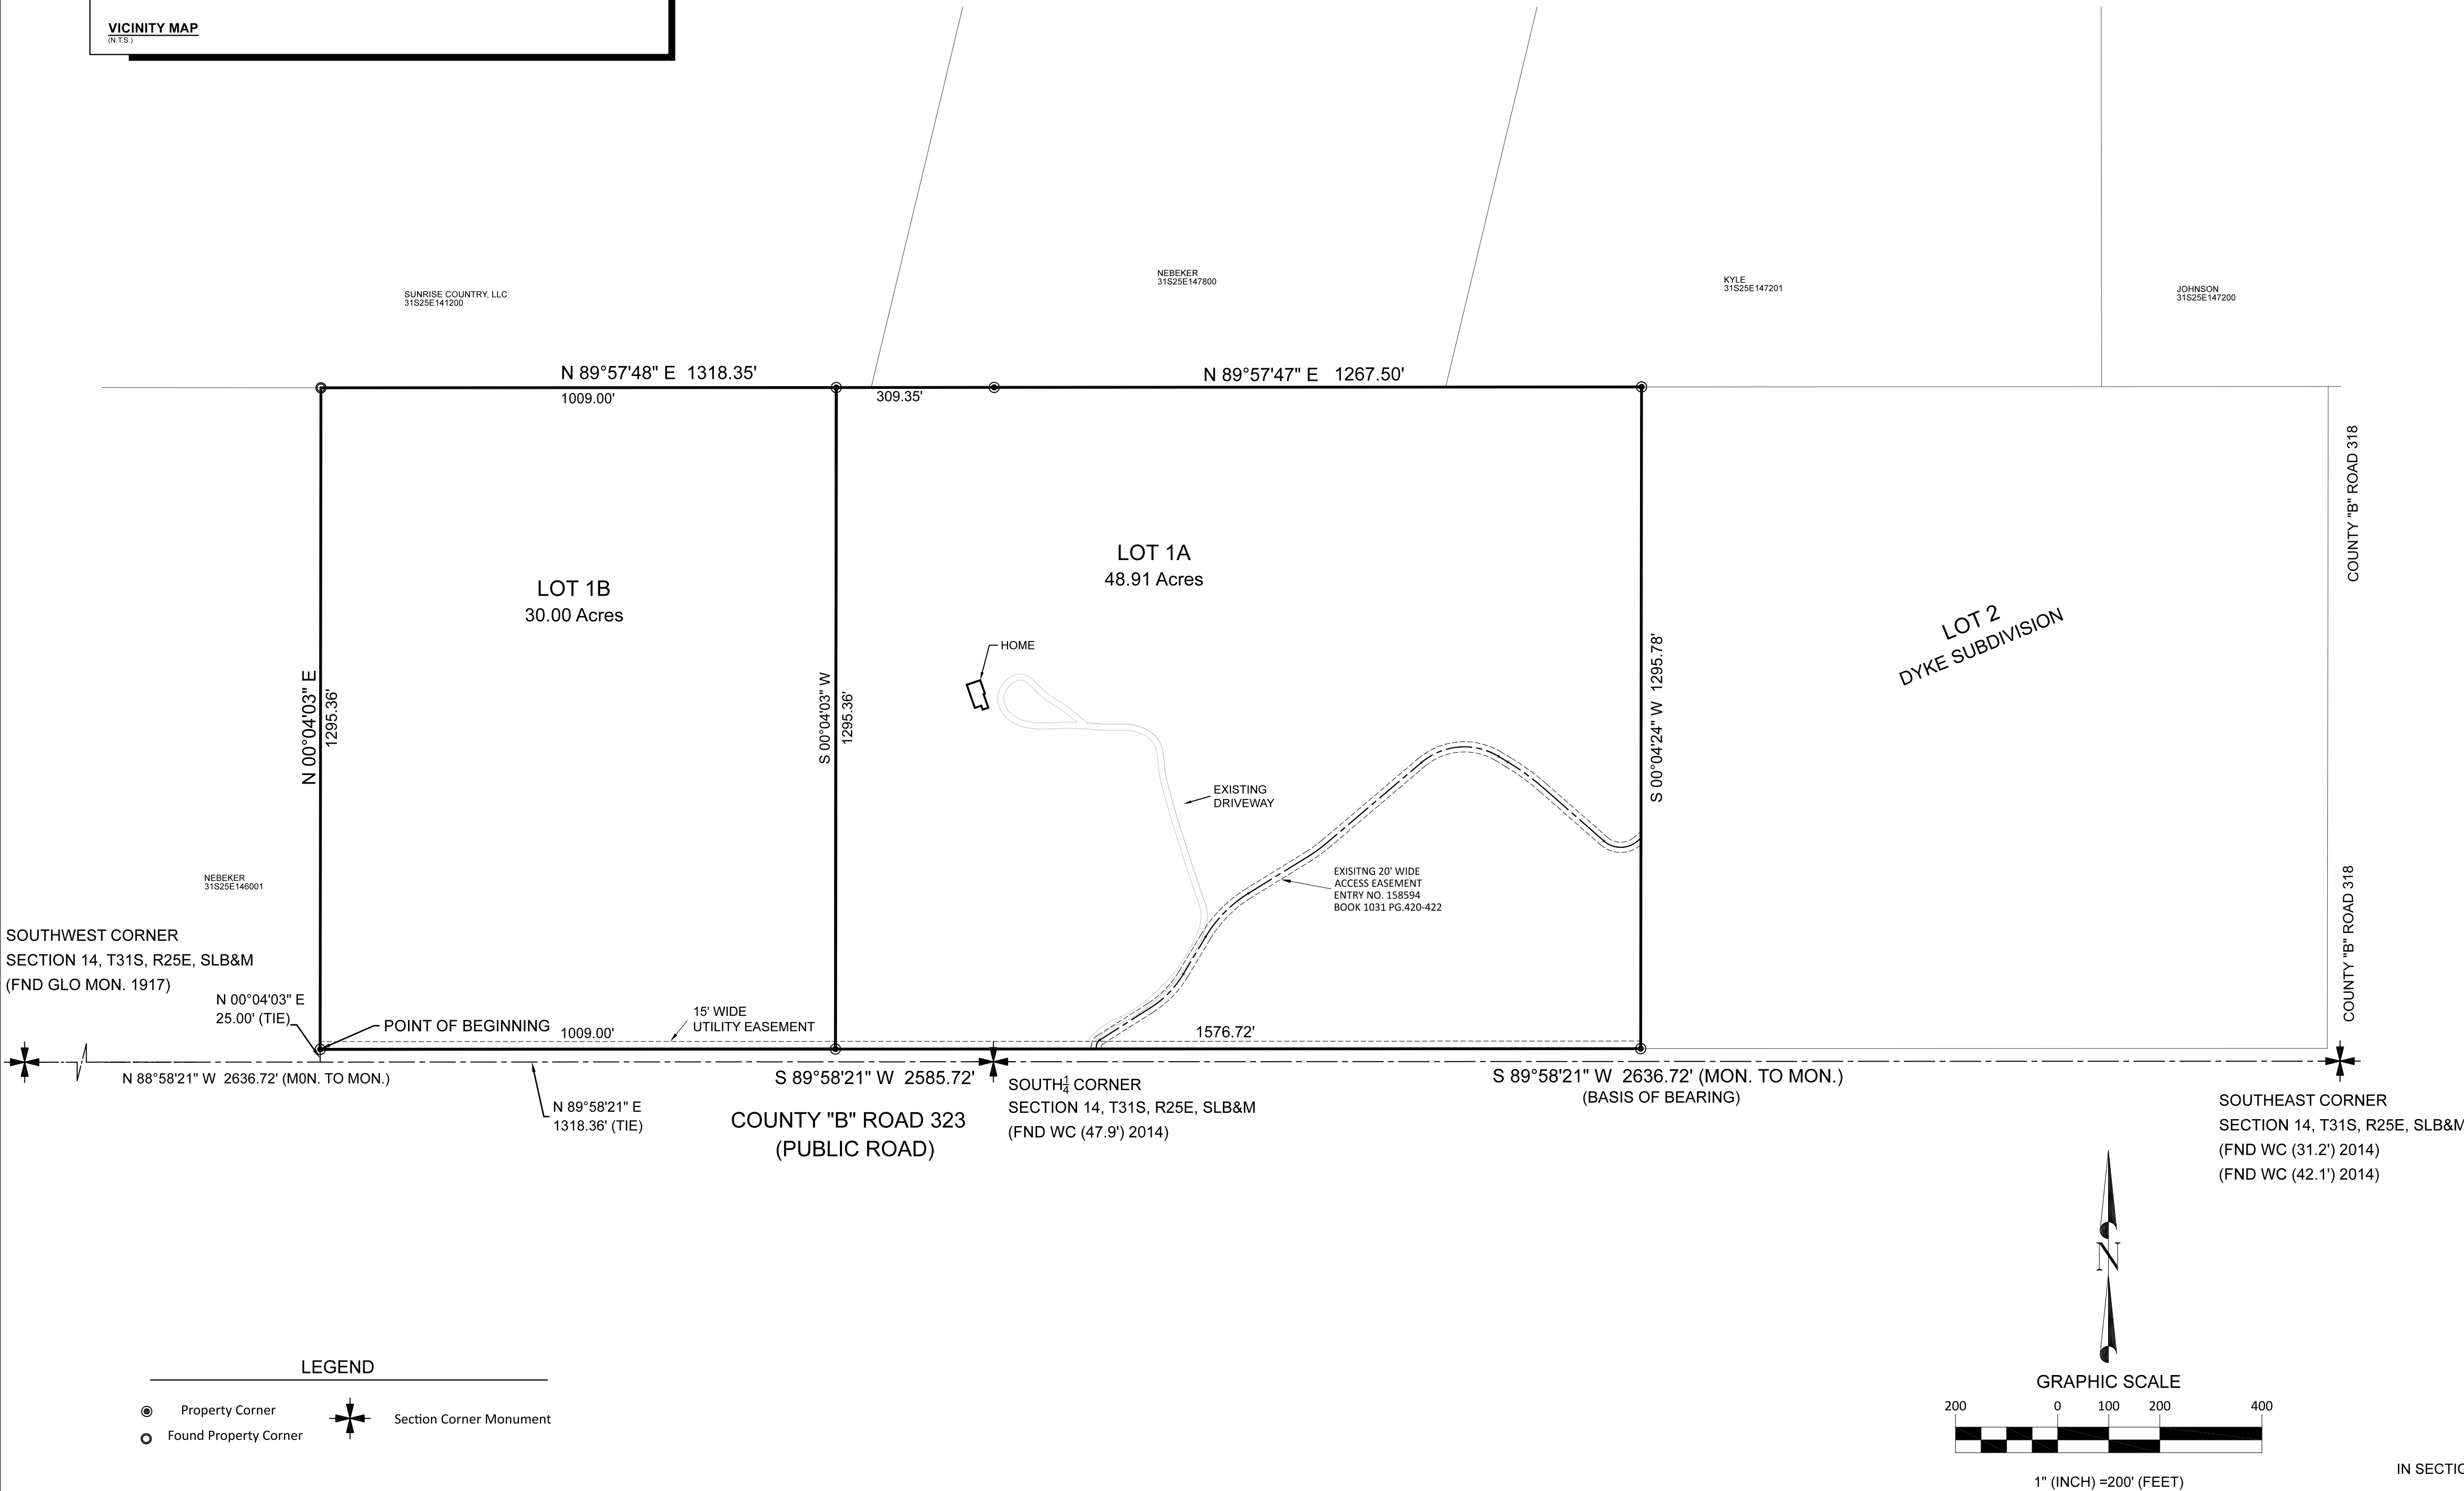 VICINITY MAP
(N.T.S.)
SUNRISE COUNTRY, LLC
31S25E141200
NEBEKER
31S25E147800
KYLE
31S25E147201
JOHNSON
31S25E147200
N 89°57'48" E 1318.35'
1009.00'
309.35'
N 89°57'47" E 1267.50'
COUNTY "B" ROAD 318
LOT 1B
30.00 Acres
LOT 1A
48.91 Acres
LOT 2
DYKE SUBDIVISION
HOME
N 00°04'03" E
1295.36'
S 00°04'03" W
1295.36'
S 00°04'24" W 1295.78'
EXISTING
DRIVEWAY
EXISITNG 20' WIDE
ACCESS EASEMENT
ENTRY NO. 158594
BOOK 1031 PG.420-422
COUNTY "B" ROAD 318
NEBEKER
31S25E146001
SOUTHWEST CORNER
SECTION 14, T31S, R25E, SLB&M
(FND GLO MON. 1917)
N 00°04'03" E
25.00' (TIE)
POINT OF BEGINNING
1009.00'
15' WIDE
UTILITY EASEMENT
1576.72'
N 88°58'21" W 2636.72' (M0N. TO MON.)
N 89°58'21" E
1318.36' (TIE)
S 89°58'21" W 2585.72'
COUNTY "B" ROAD 323
(PUBLIC ROAD)
SOUTH 1/4 CORNER
SECTION 14, T31S, R25E, SLB&M
(FND WC (47.9') 2014)
S 89°58'21" W 2636.72' (MON. TO MON.)
(BASIS OF BEARING)
SOUTHEAST CORNER
SECTION 14, T31S, R25E, SLB&M
(FND WC (31.2') 2014)
(FND WC (42.1') 2014)
N
LEGEND
Property Corner
Found Property Corner
Section Corner Monument
GRAPHIC SCALE
200 0 100 200 400
1" (INCH) =200' (FEET)
IN SECTIO